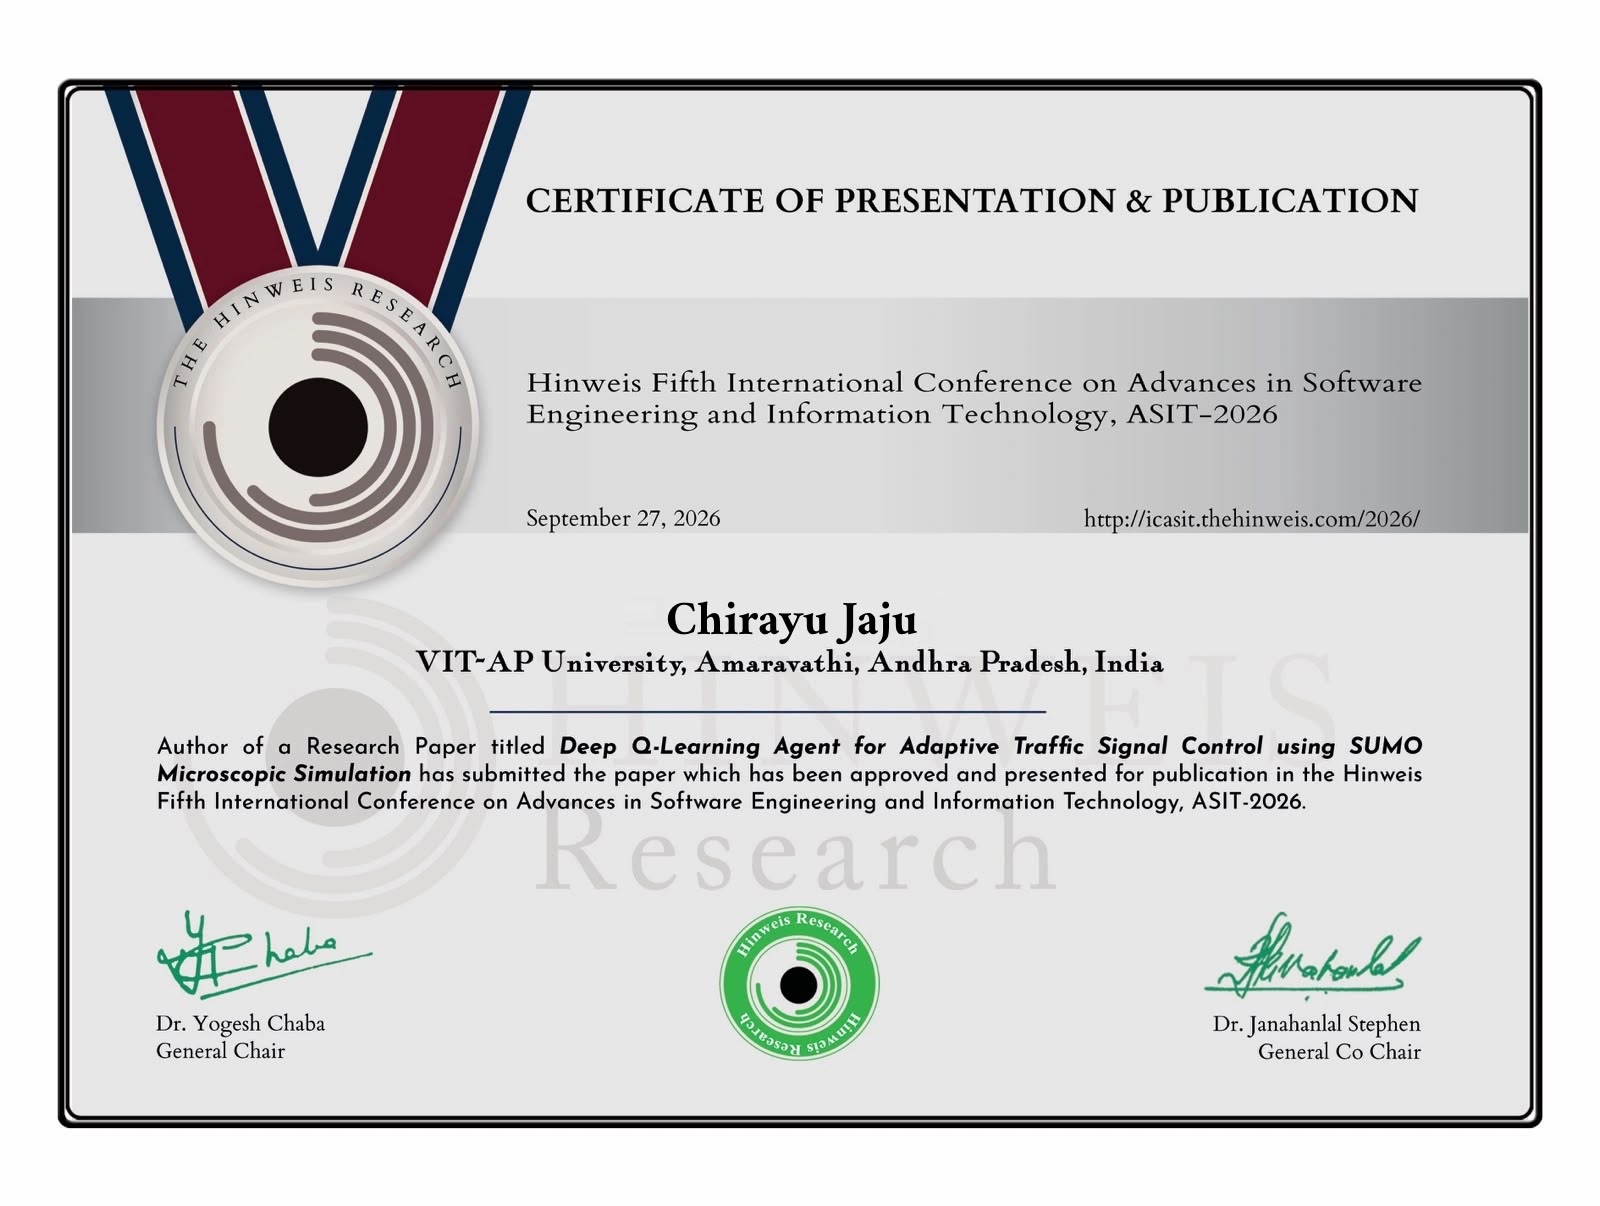 CERTIFICATE OF PRESENTATION & PUBLICATION
THE HINWEIS RESEARCH
Hinweis Fifth International Conference on Advances in Software
Engineering and Information Technology, ASIT-2026
September 27, 2026
http://icasit.thehinweis.com/2026/
Chirayu Jaju
VIT-AP University, Amaravathi, Andhra Pradesh, India
HINWEIS
Author of a Research Paper titled Deep Q-Learning Agent for Adaptive Traffic Signal Control using SUMO
Microscopic Simulation has submitted the paper which has been approved and presented for publication in the Hinweis
Fifth International Conference on Advances in Software Engineering and Information Technology, ASIT-2026.
Research
Chaba
Hinweis Research
Hinweis Research
Dr. Yogesh Chaba
General Chair
Dr. Janahanlal Stephen
General Co Chair